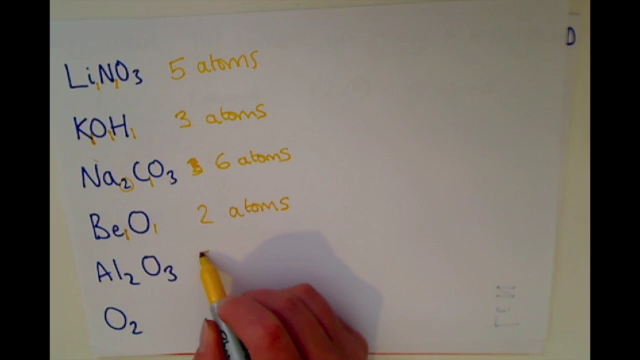 LiNO3 5 atoms
KOH 3 atoms
Na2CO3 6 atoms
BeO 2 atoms
Al2O3
O2